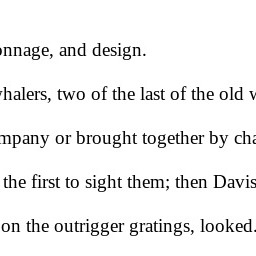 onnage, and design.
whalers, two of the last of the old w
mpany or brought together by cha
the first to sight them; then Davis
on the outrigger gratings, looked.